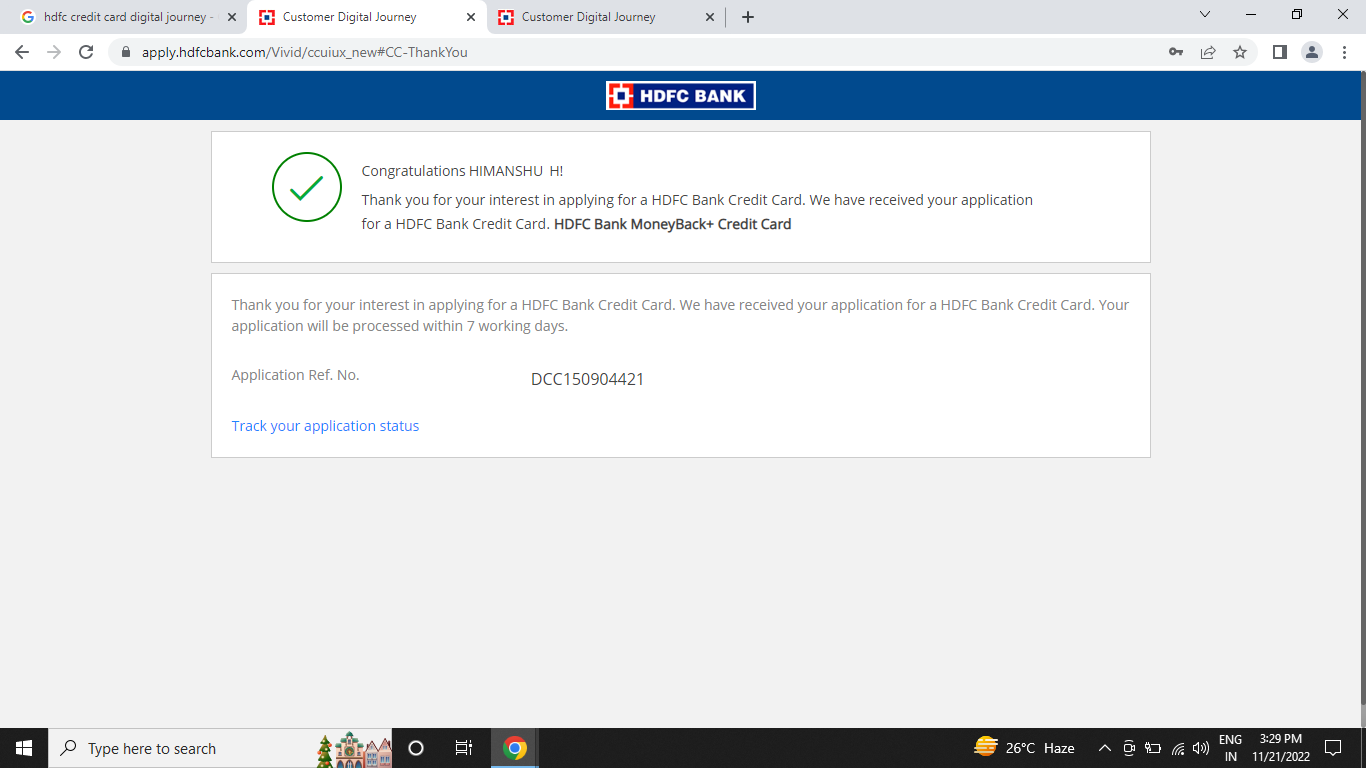 hdfc credit card digital journey -
Customer Digital Journey
Customer Digital Journey
apply.hdfcbank.com/Vivid/ccuiux_new#CC-ThankYou
HDFC BANK
Congratulations HIMANSHU H!
Thank you for your interest in applying for a HDFC Bank Credit Card. We have received your application
for a HDFC Bank Credit Card. HDFC Bank MoneyBack+ Credit Card
Thank you for your interest in applying for a HDFC Bank Credit Card. We have received your application for a HDFC Bank Credit Card. Your
application will be processed within 7 working days.
Application Ref. No.
DCC150904421
Track your application status
Type here to search
26°C Haze
ENG
IN
3:29 PM
11/21/2022